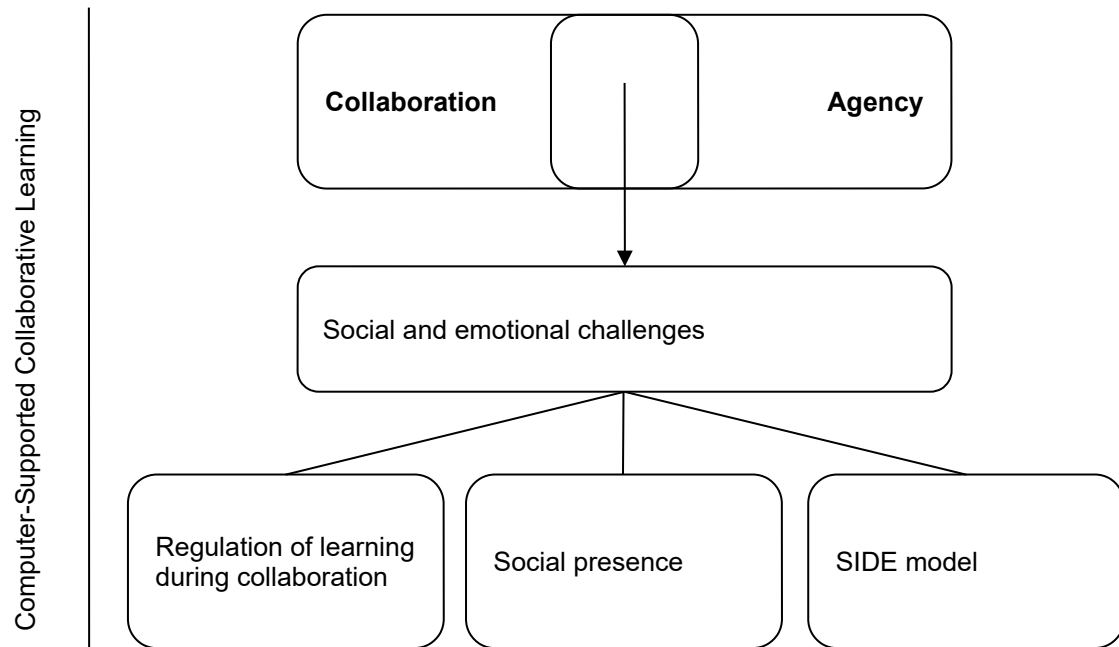 Computer-Supported Collaborative Learning
Collaboration
Agency
Social and emotional challenges
Regulation of learning
during collaboration
Social presence
SIDE model